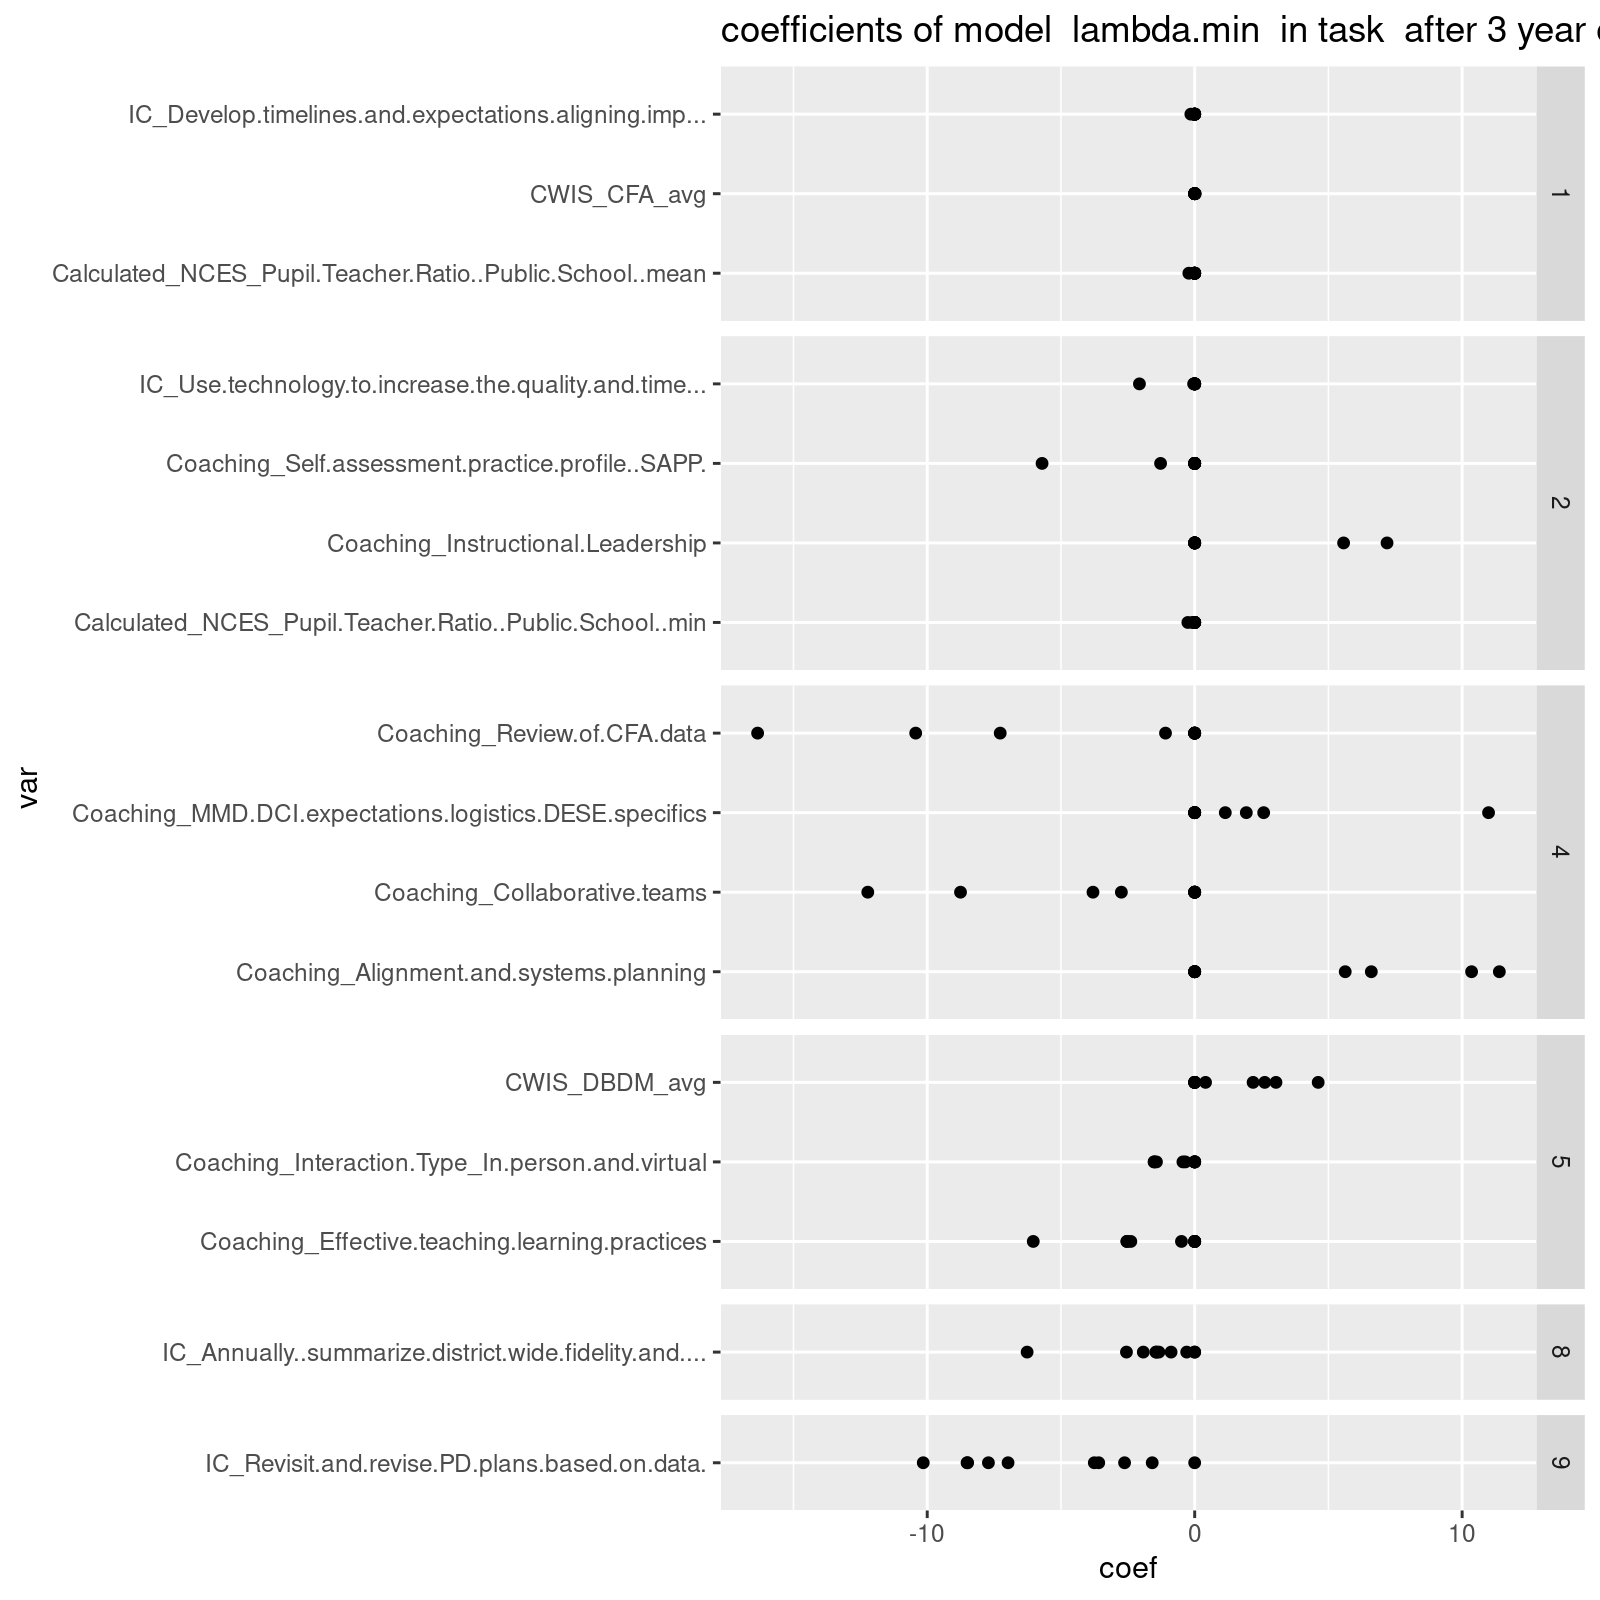 coefficients of model lambda.min in task after 3 year
IC_Develop.timelines.and.expectations.aligning.imp...
CWIS_CFA_avg
Calculated_NCES_Pupil.Teacher.Ratio..Public.School..mean
1
IC_Use.technology.to.increase.the.quality.and.time...
Coaching_Self.assessment.practice.profile..SAPP.
Coaching_Instructional.Leadership
Calculated_NCES_Pupil.Teacher.Ratio..Public.School..min
2
var
Coaching_Review.of.CFA.data
Coaching_MMD.DCI.expectations.logistics.DESE.specifics
Coaching_Collaborative.teams
Coaching_Alignment.and.systems.planning
4
CWIS_DBDM_avg
Coaching_Interaction.Type_In.person.and.virtual
Coaching_Effective.teaching.learning.practices
5
IC_Annually..summarize.district.wide.fidelity.and....
8
IC_Revisit.and.revise.PD.plans.based.on.data.
9
-10 0 10
coef